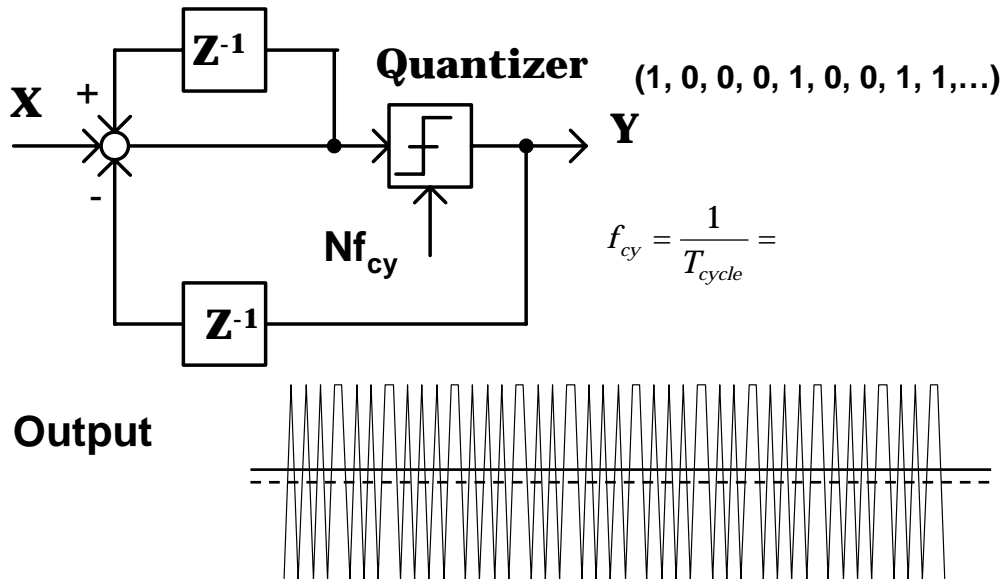 Z-1
Quantizer
(1, 0, 0, 0, 1, 0, 0, 1, 1,...)
X
+
Y
-
Nfcy
fcy = 1/Tcycle =
Z-1
Output